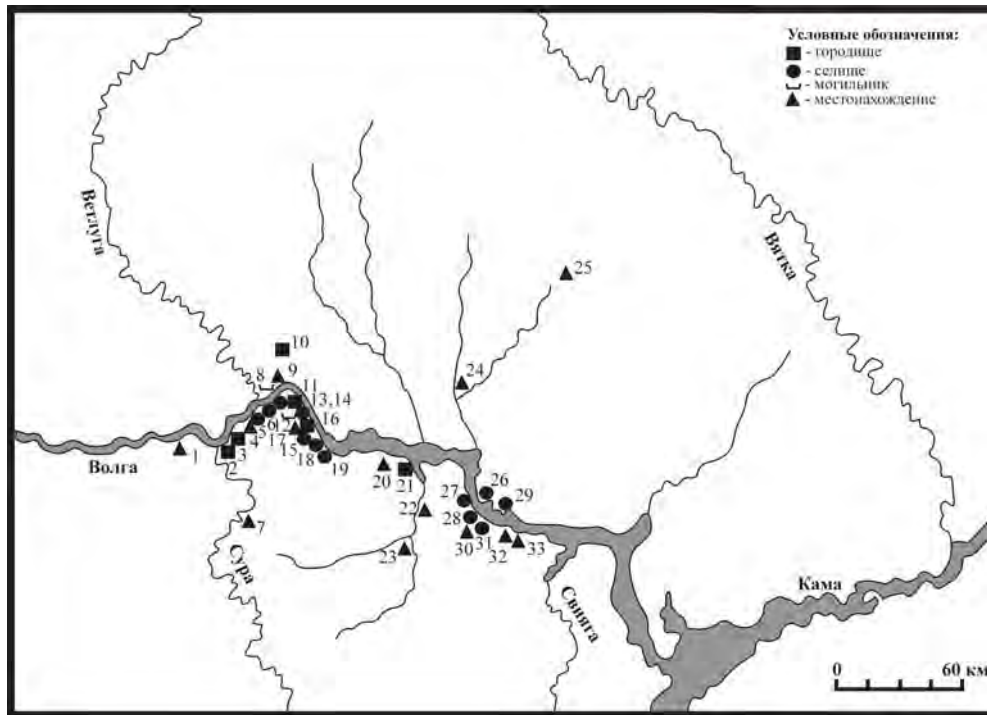 Условные обозначения:
- городище
- селище
- могильник
- местонахождение
Ветлуга
Вятка
25
10
8 9
24
11
13,14
16
6 12
5 17
4 15
3 18
2 19
1
Волга
20
21
26
27 29
22
28
7
30 31 32 33
23
Сура
Свияга
Кама
0 60 км